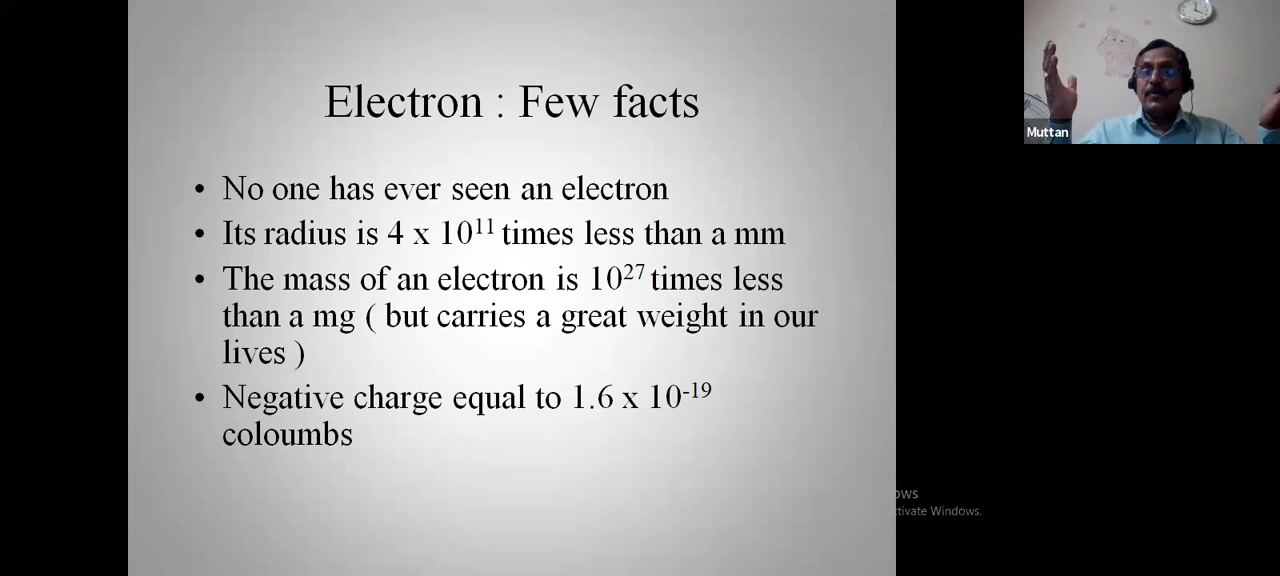 Electron : Few facts
• No one has ever seen an electron
• Its radius is 4 x 10¹¹ times less than a mm
• The mass of an electron is 10²⁷ times less
than a mg ( but carries a great weight in our
lives )
• Negative charge equal to 1.6 x 10⁻¹⁹
coloumbs
Muttan
ows
ctivate Windows.